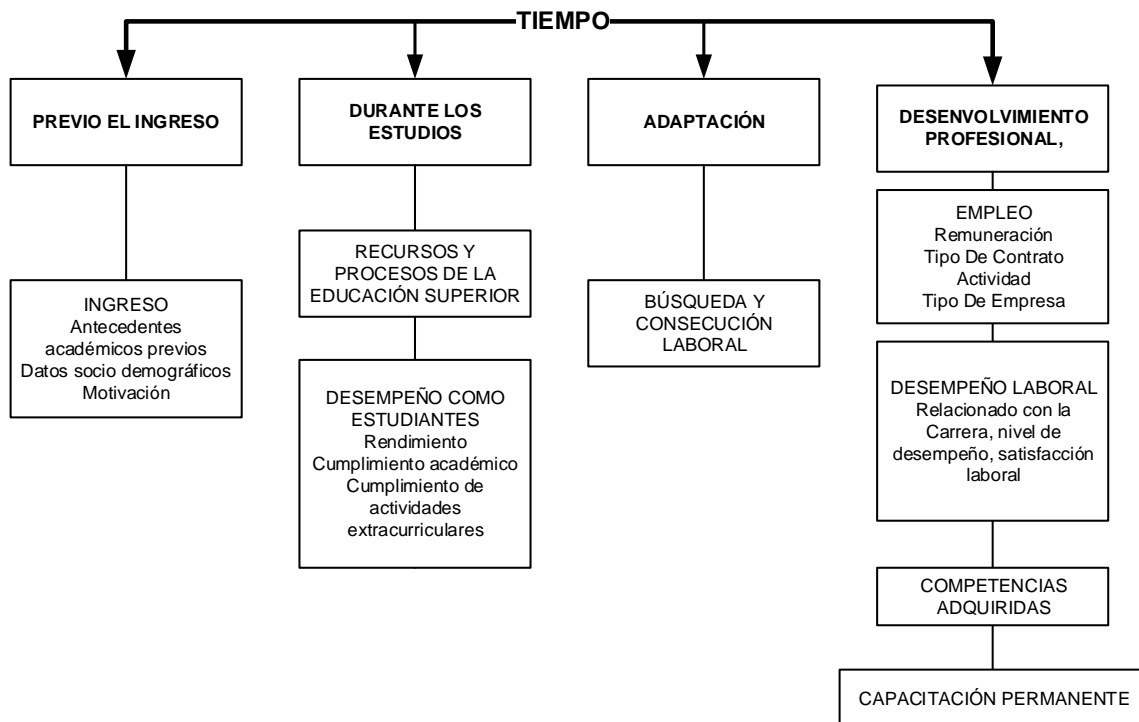 TIEMPO
PREVIO EL INGRESO
INGRESO
Antecedentes
académicos previos
Datos socio demográficos
Motivación
DURANTE LOS
ESTUDIOS
RECURSOS Y
PROCESOS DE LA
EDUCACIÓN SUPERIOR
DESEMPEÑO COMO
ESTUDIANTES
Rendimiento
Cumplimiento académico
Cumplimiento de
actividades
extracurriculares
ADAPTACIÓN
BÚSQUEDA Y
CONSECUCIÓN
LABORAL
DESENVOLVIMIENTO
PROFESIONAL,
EMPLEO
Remuneración
Tipo De Contrato
Actividad
Tipo De Empresa
DESEMPEÑO LABORAL
Relacionado con la
Carrera, nivel de
desempeño, satisfacción
laboral
COMPETENCIAS
ADQUIRIDAS
CAPACITACIÓN PERMANENTE